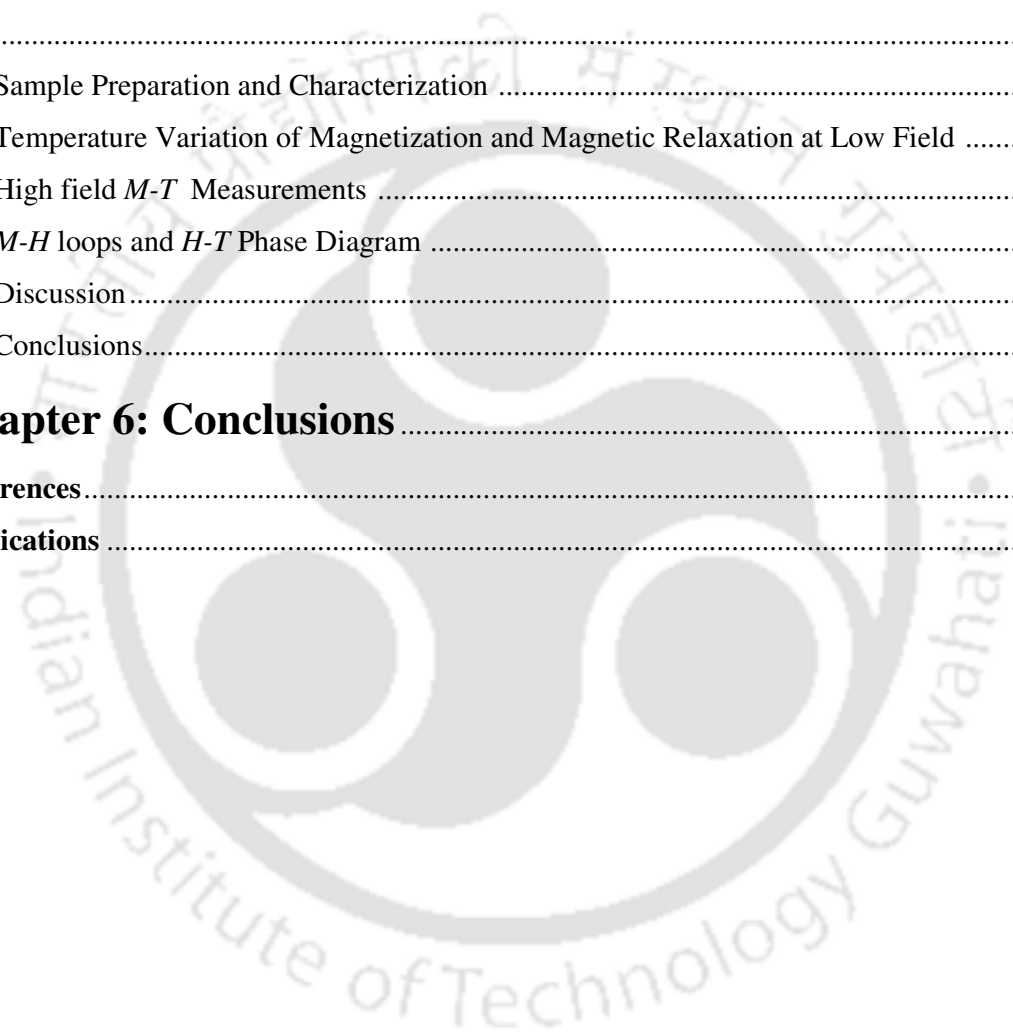 ................................................................................
Sample Preparation and Characterization ................................................................................
Temperature Variation of Magnetization and Magnetic Relaxation at Low Field .......
High field M-T Measurements ................................................................................
M-H loops and H-T Phase Diagram ................................................................................
Discussion................................................................................
Conclusions................................................................................
apter 6: Conclusions................................................................................
rences................................................................................
ications ................................................................................
Indian Institute of Technology Guwahati